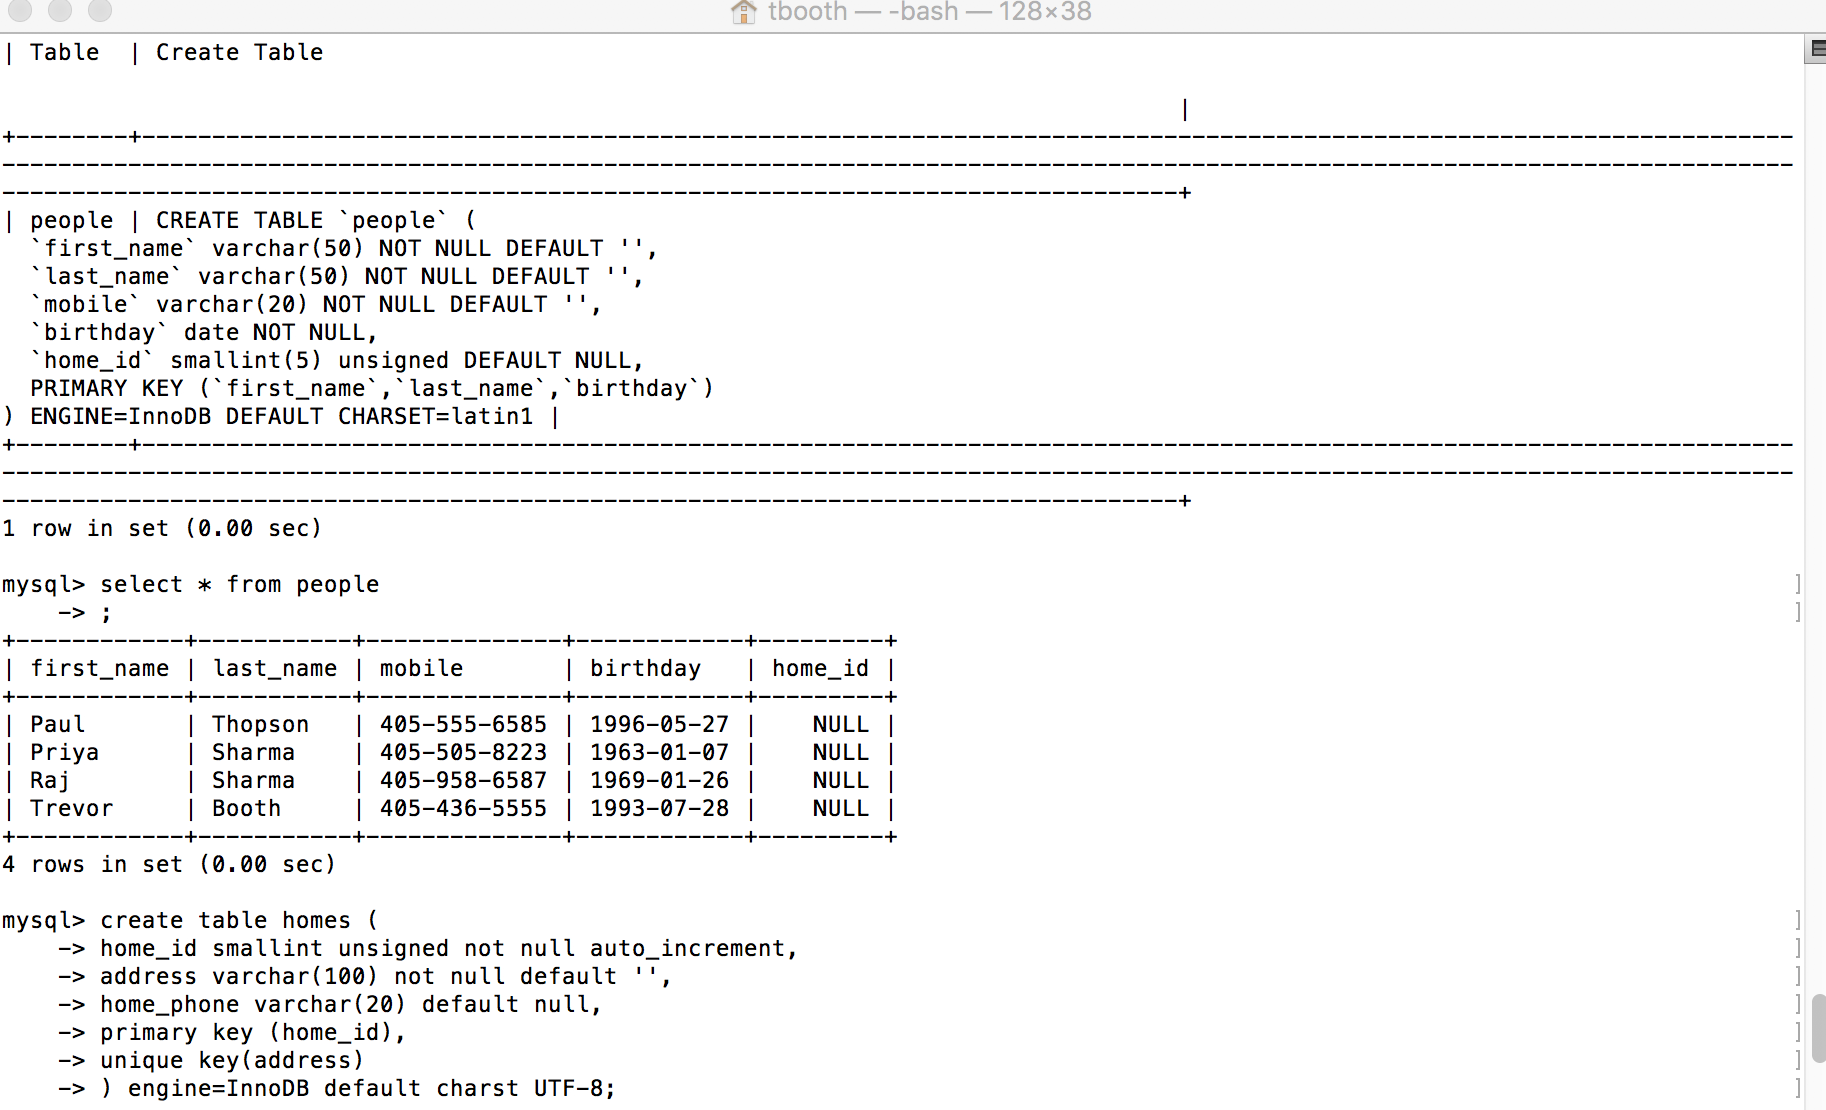 tbooth — -bash — 128×38
| Table  | Create Table
|
+--------+----------------------------------------------------------------------------------------------------------------------
--------------------------------------------------------------------------------------------------------------------------------
------------------------------------------------------------------------------------+
| people | CREATE TABLE `people` (
  `first_name` varchar(50) NOT NULL DEFAULT '',
  `last_name` varchar(50) NOT NULL DEFAULT '',
  `mobile` varchar(20) NOT NULL DEFAULT '',
  `birthday` date NOT NULL,
  `home_id` smallint(5) unsigned DEFAULT NULL,
  PRIMARY KEY (`first_name`,`last_name`,`birthday`)
) ENGINE=InnoDB DEFAULT CHARSET=latin1 |
+--------+----------------------------------------------------------------------------------------------------------------------
--------------------------------------------------------------------------------------------------------------------------------
------------------------------------------------------------------------------------+
1 row in set (0.00 sec)
mysql> select * from people
    -> ;
+------------+-----------+--------------+------------+---------+
| first_name | last_name | mobile       | birthday   | home_id |
+------------+-----------+--------------+------------+---------+
| Paul       | Thopson   | 405-555-6585 | 1996-05-27 |    NULL |
| Priya      | Sharma    | 405-505-8223 | 1963-01-07 |    NULL |
| Raj        | Sharma    | 405-958-6587 | 1969-01-26 |    NULL |
| Trevor     | Booth     | 405-436-5555 | 1993-07-28 |    NULL |
+------------+-----------+--------------+------------+---------+
4 rows in set (0.00 sec)
mysql> create table homes (
    -> home_id smallint unsigned not null auto_increment,
    -> address varchar(100) not null default '',
    -> home_phone varchar(20) default null,
    -> primary key (home_id),
    -> unique key(address)
    -> ) engine=InnoDB default charst UTF-8;